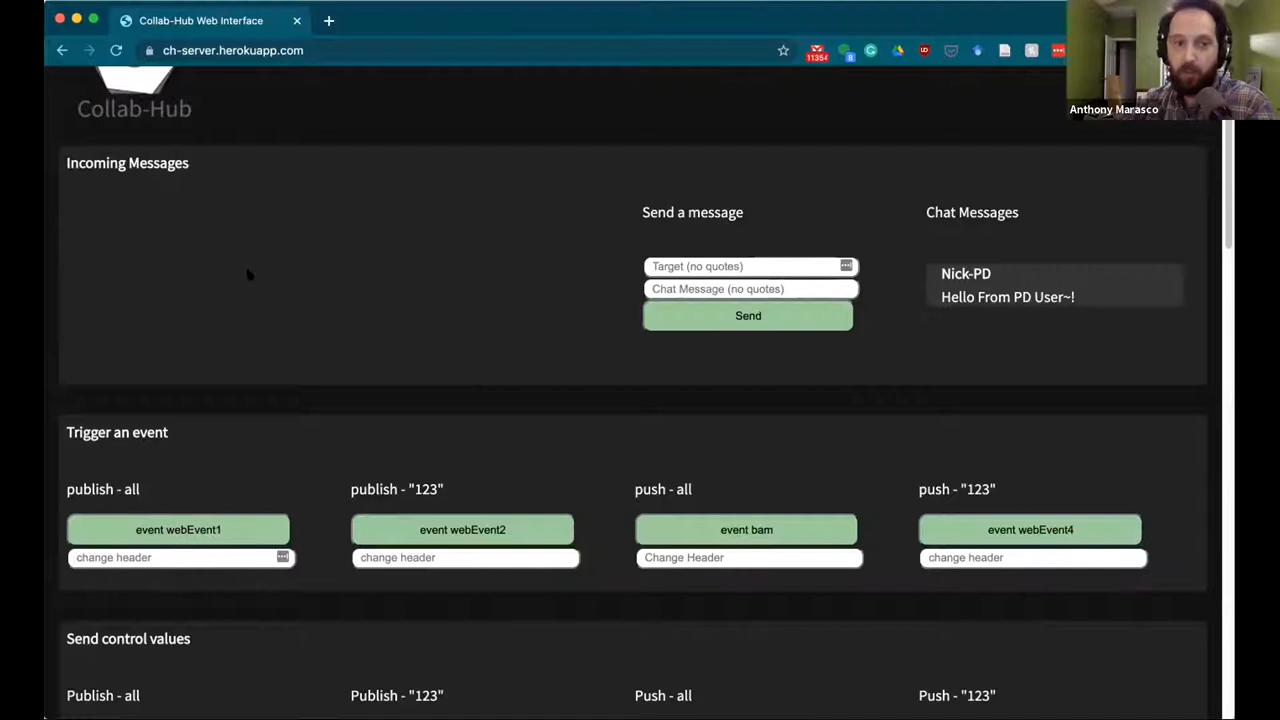 Collab-Hub Web Interface
ch-server.herokuapp.com
11354
8
Anthony Marasco
Collab-Hub
Incoming Messages
Send a message
Chat Messages
Target (no quotes)
Chat Message (no quotes)
Send
Nick-PD
Hello From PD User~!
Trigger an event
publish - all
publish - "123"
push - all
push - "123"
event webEvent1
event webEvent2
event bam
event webEvent4
change header
change header
Change Header
change header
Send control values
Publish - all
Publish - "123"
Push - all
Push - "123"